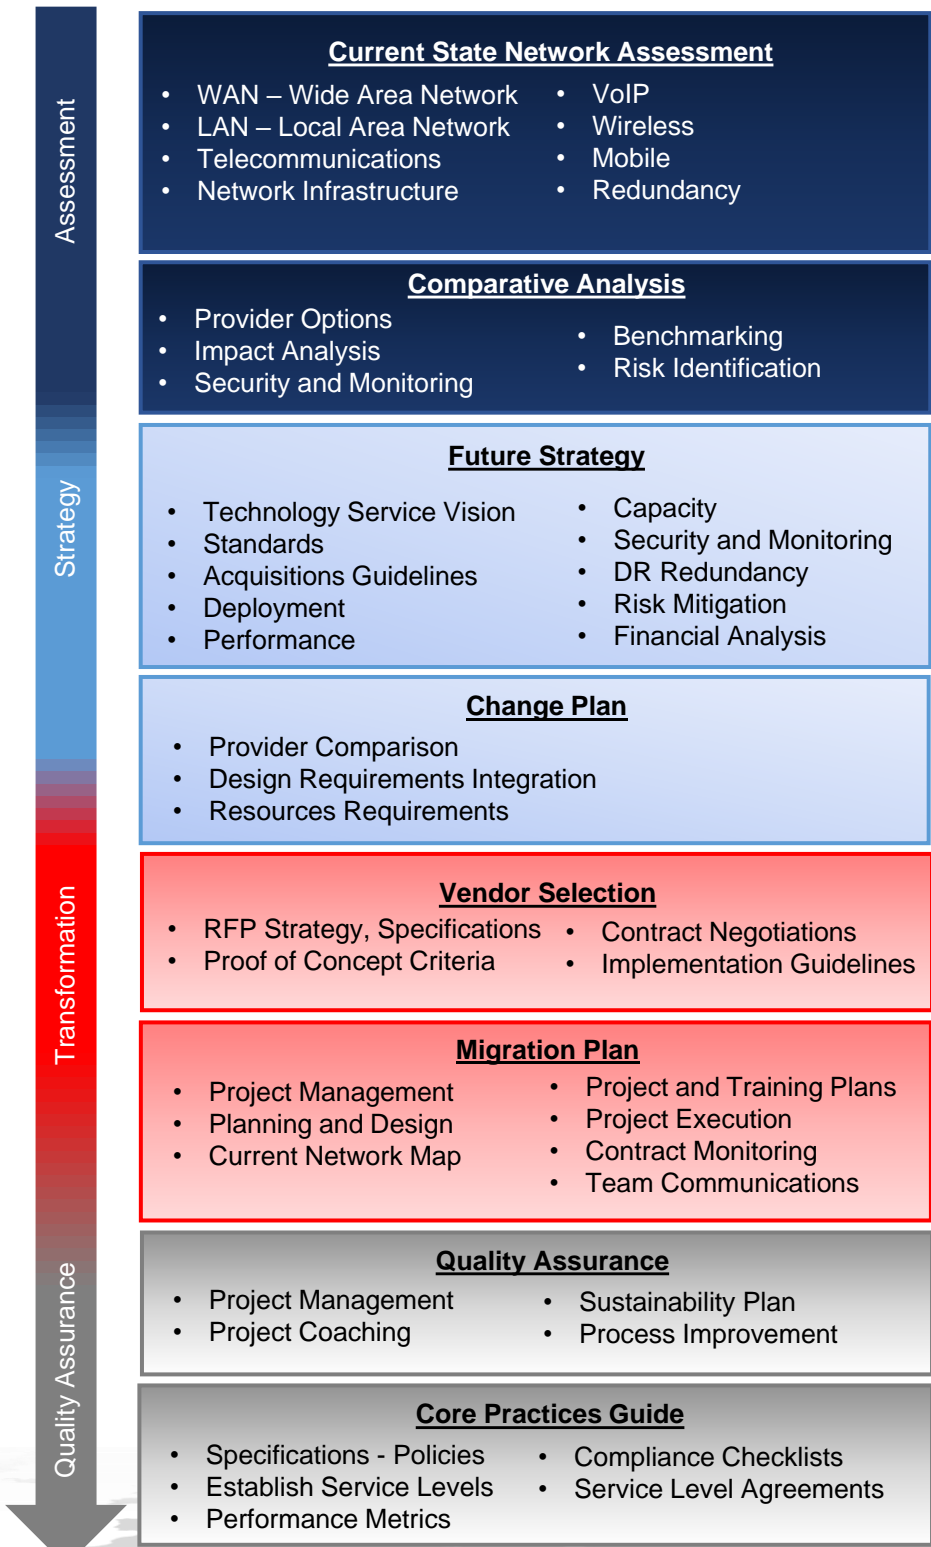 Assessment
Current State Network Assessment
• WAN – Wide Area Network
• LAN – Local Area Network
• Telecommunications
• Network Infrastructure
• VoIP
• Wireless
• Mobile
• Redundancy
Comparative Analysis
• Provider Options
• Impact Analysis
• Security and Monitoring
• Benchmarking
• Risk Identification
Strategy
Future Strategy
• Technology Service Vision
• Standards
• Acquisitions Guidelines
• Deployment
• Performance
• Capacity
• Security and Monitoring
• DR Redundancy
• Risk Mitigation
• Financial Analysis
Change Plan
• Provider Comparison
• Design Requirements Integration
• Resources Requirements
Transformation
Vendor Selection
• RFP Strategy, Specifications
• Proof of Concept Criteria
• Contract Negotiations
• Implementation Guidelines
Migration Plan
• Project Management
• Planning and Design
• Current Network Map
• Project and Training Plans
• Project Execution
• Contract Monitoring
• Team Communications
Quality Assurance
Quality Assurance
• Project Management
• Project Coaching
• Sustainability Plan
• Process Improvement
Core Practices Guide
• Specifications - Policies
• Establish Service Levels
• Performance Metrics
• Compliance Checklists
• Service Level Agreements